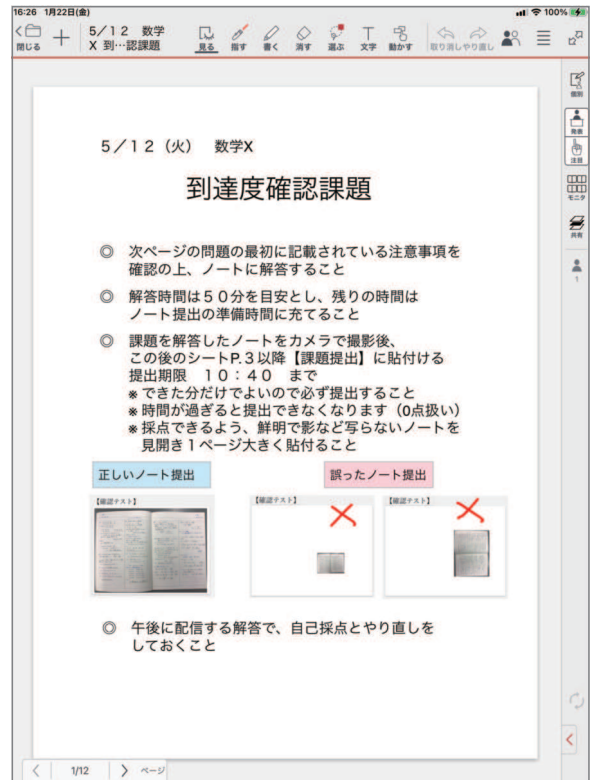 16:26 1月22日(金)
100%
閉じる
5/12 数学
X 到…認課題
見る 指す 書く 消す 選ぶ 文字 動かす 取り消し やり直し
個別
発表
注目
モニタ
共有
1
5/12(火) 数学X
到達度確認課題
◎ 次ページの問題の最初に記載されている注意事項を
確認の上、ノートに解答すること
◎ 解答時間は50分を目安とし、残りの時間は
ノート提出の準備時間に充てること
◎ 課題を解答したノートをカメラで撮影後、
この後のシートP.3以降【課題提出】に貼付ける
提出期限 10:40 まで
※できた分だけでよいので必ず提出すること
※時間が過ぎると提出できなくなります(0点扱い)
※採点できるよう、鮮明で影など写らないノートを
見開き1ページ大きく貼付ること
正しいノート提出 誤ったノート提出
【確認テスト】 【確認テスト】 【確認テスト】
◎ 午後に配信する解答で、自己採点とやり直しを
しておくこと
1/12 ページ